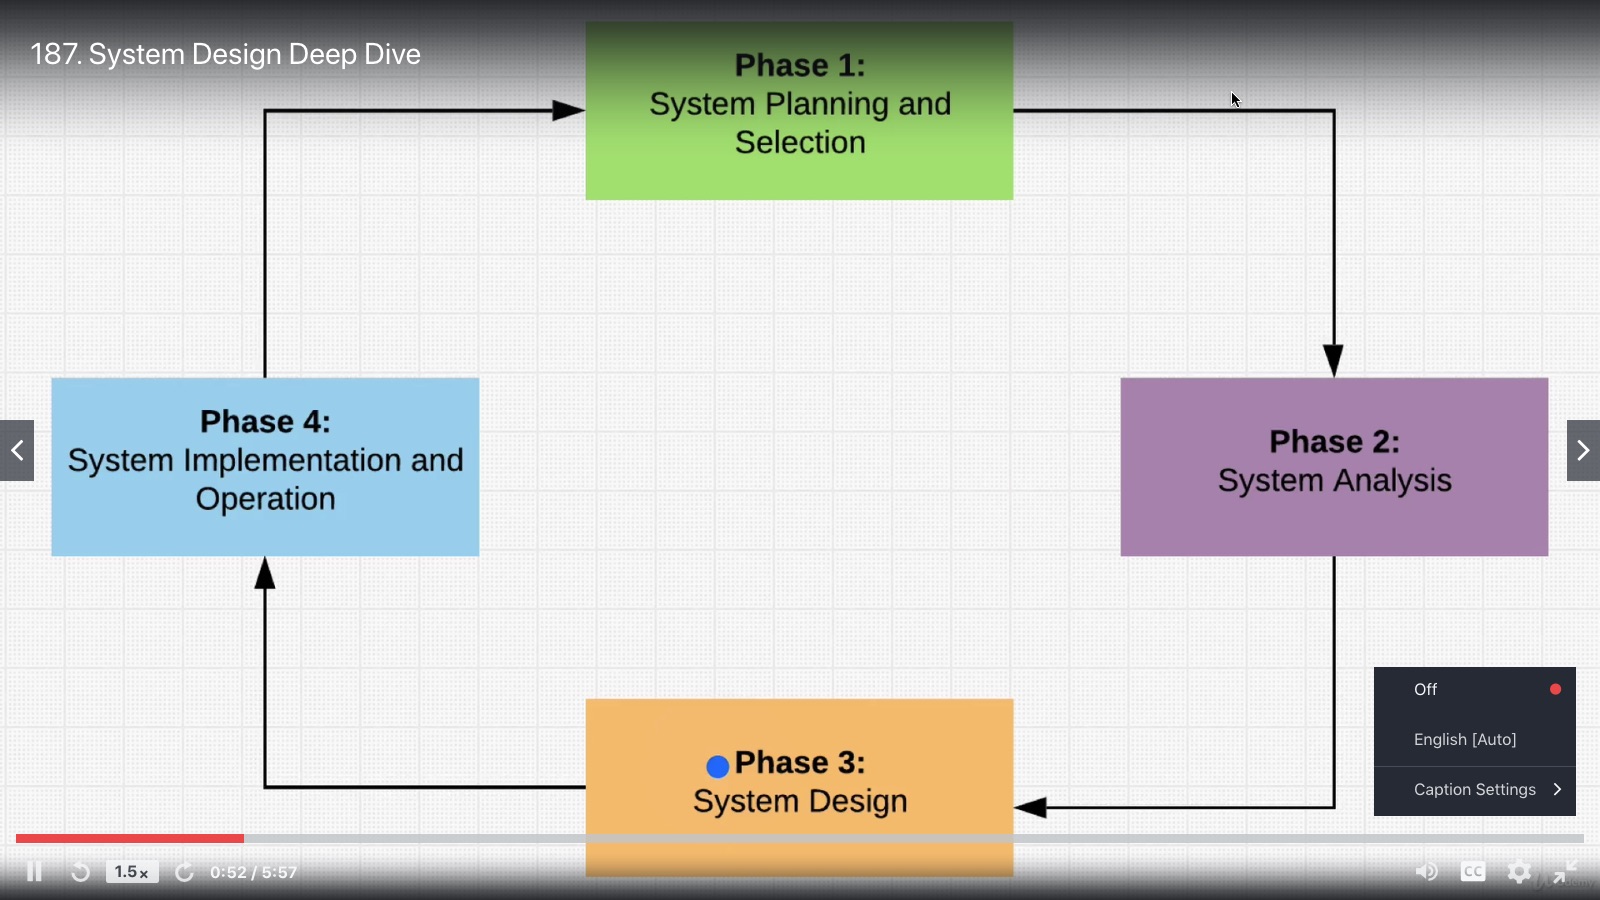 187. System Design Deep Dive
Phase 1:
System Planning and
Selection
Phase 4:
System Implementation and
Operation
Phase 2:
System Analysis
Phase 3:
System Design
Off
English [Auto]
Caption Settings
1.5x
0:52 / 5:57
CC